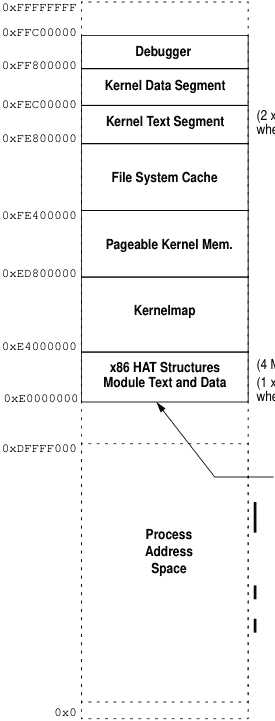 0xFFFFFFFF
0xFFC00000
Debugger
0xFF800000
Kernel Data Segment
0xFEC00000
Kernel Text Segment
(2 x
whe
0xFE800000
File System Cache
0xFE400000
Pageable Kernel Mem.
0xED800000
Kernelmap
0xE4000000
x86 HAT Structures
Module Text and Data
(4 M
(1 x
whe
0xE0000000
0xDFFFF000
Process
Address
Space
0x0